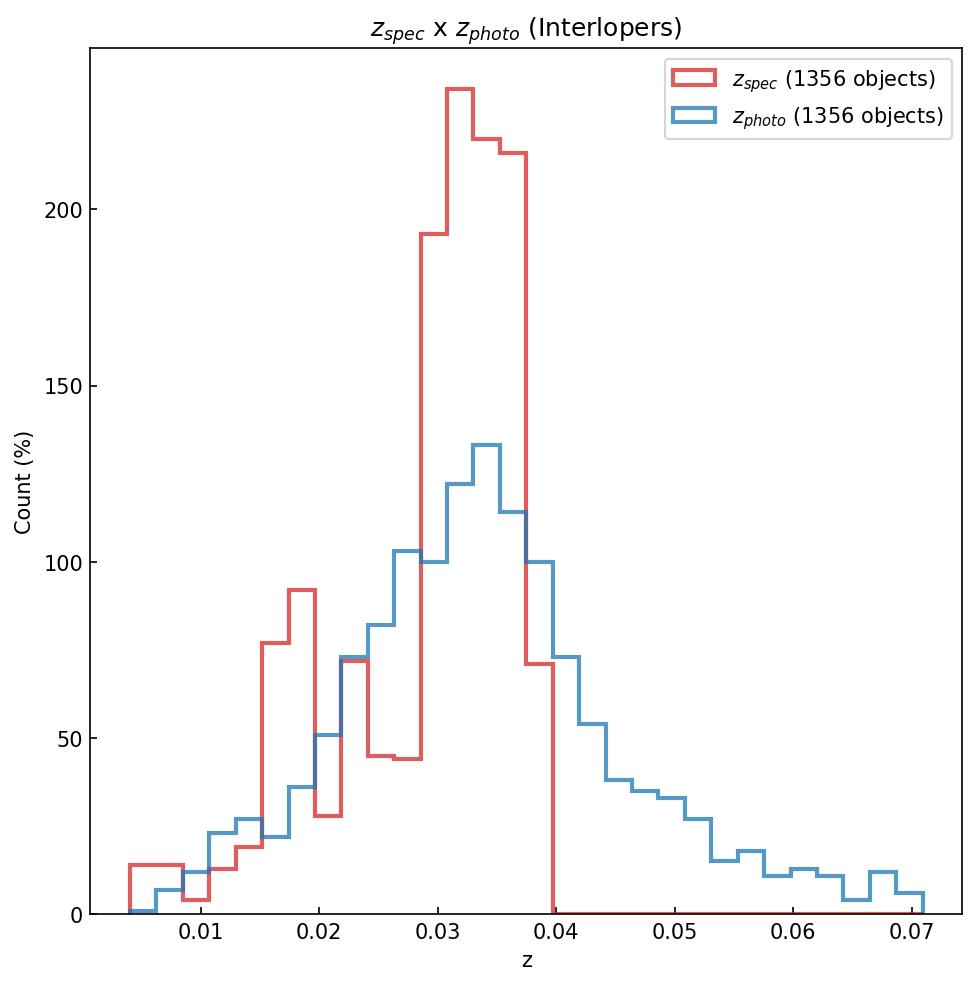 z_spec x z_photo (Interlopers)
z_spec (1356 objects)
z_photo (1356 objects)
Count (%)
200
150
100
50
0
0.01 0.02 0.03 0.04 0.05 0.06 0.07
z